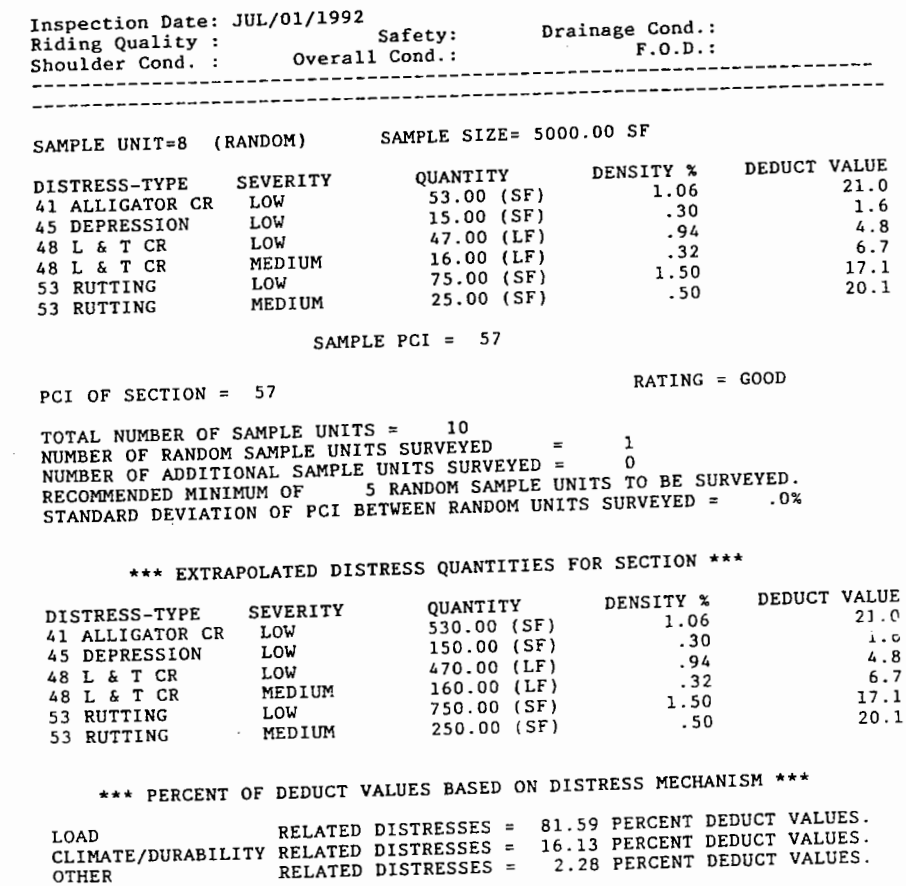 Inspection Date: JUL/01/1992
Riding Quality : Safety: Drainage Cond.:
Shoulder Cond. : Overall Cond.: F.O.D.:
SAMPLE UNIT=8 (RANDOM) SAMPLE SIZE= 5000.00 SF
DISTRESS-TYPE SEVERITY QUANTITY DENSITY % DEDUCT VALUE
41 ALLIGATOR CR LOW 53.00 (SF) 1.06 21.0
45 DEPRESSION LOW 15.00 (SF) .30 1.6
48 L & T CR LOW 47.00 (LF) .94 4.8
48 L & T CR MEDIUM 16.00 (LF) .32 6.7
53 RUTTING LOW 75.00 (SF) 1.50 17.1
53 RUTTING MEDIUM 25.00 (SF) .50 20.1
SAMPLE PCI = 57
PCI OF SECTION = 57 RATING = GOOD
TOTAL NUMBER OF SAMPLE UNITS = 10
NUMBER OF RANDOM SAMPLE UNITS SURVEYED = 1
NUMBER OF ADDITIONAL SAMPLE UNITS SURVEYED = 0
RECOMMENDED MINIMUM OF 5 RANDOM SAMPLE UNITS TO BE SURVEYED.
STANDARD DEVIATION OF PCI BETWEEN RANDOM UNITS SURVEYED = .0%
*** EXTRAPOLATED DISTRESS QUANTITIES FOR SECTION ***
DISTRESS-TYPE SEVERITY QUANTITY DENSITY % DEDUCT VALUE
41 ALLIGATOR CR LOW 530.00 (SF) 1.06 21.0
45 DEPRESSION LOW 150.00 (SF) .30
48 L & T CR LOW 470.00 (LF) .94 4.8
48 L & T CR MEDIUM 160.00 (LF) .32 6.7
53 RUTTING LOW 750.00 (SF) 1.50 17.1
53 RUTTING MEDIUM 250.00 (SF) .50 20.1
*** PERCENT OF DEDUCT VALUES BASED ON DISTRESS MECHANISM ***
LOAD RELATED DISTRESSES = 81.59 PERCENT DEDUCT VALUES.
CLIMATE/DURABILITY RELATED DISTRESSES = 16.13 PERCENT DEDUCT VALUES.
OTHER RELATED DISTRESSES = 2.28 PERCENT DEDUCT VALUES.